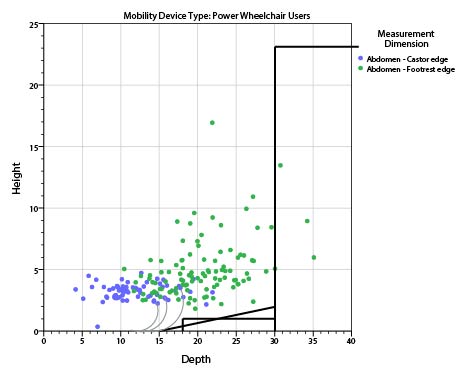 Mobility Device Type: Power Wheelchair Users
Measurement
Dimension
Abdomen - Castor edge
Abdomen - Footrest edge
Height
25
20
15
10
5
0
0 5 10 15 20 25 30 35 40
Depth